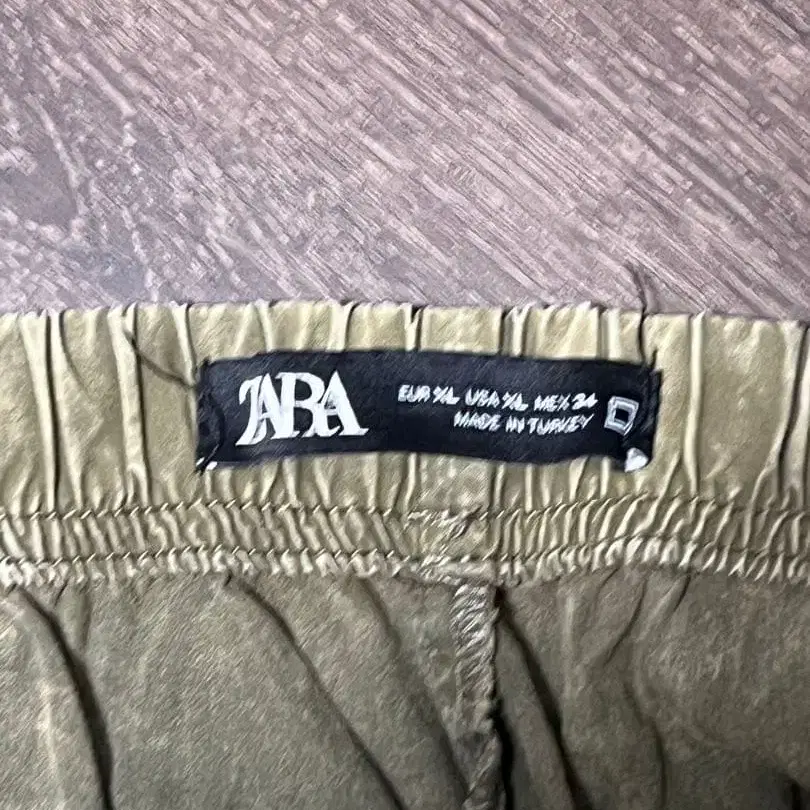 ZARA
EUR XL USA XL MEX 34
MADE IN TURKEY